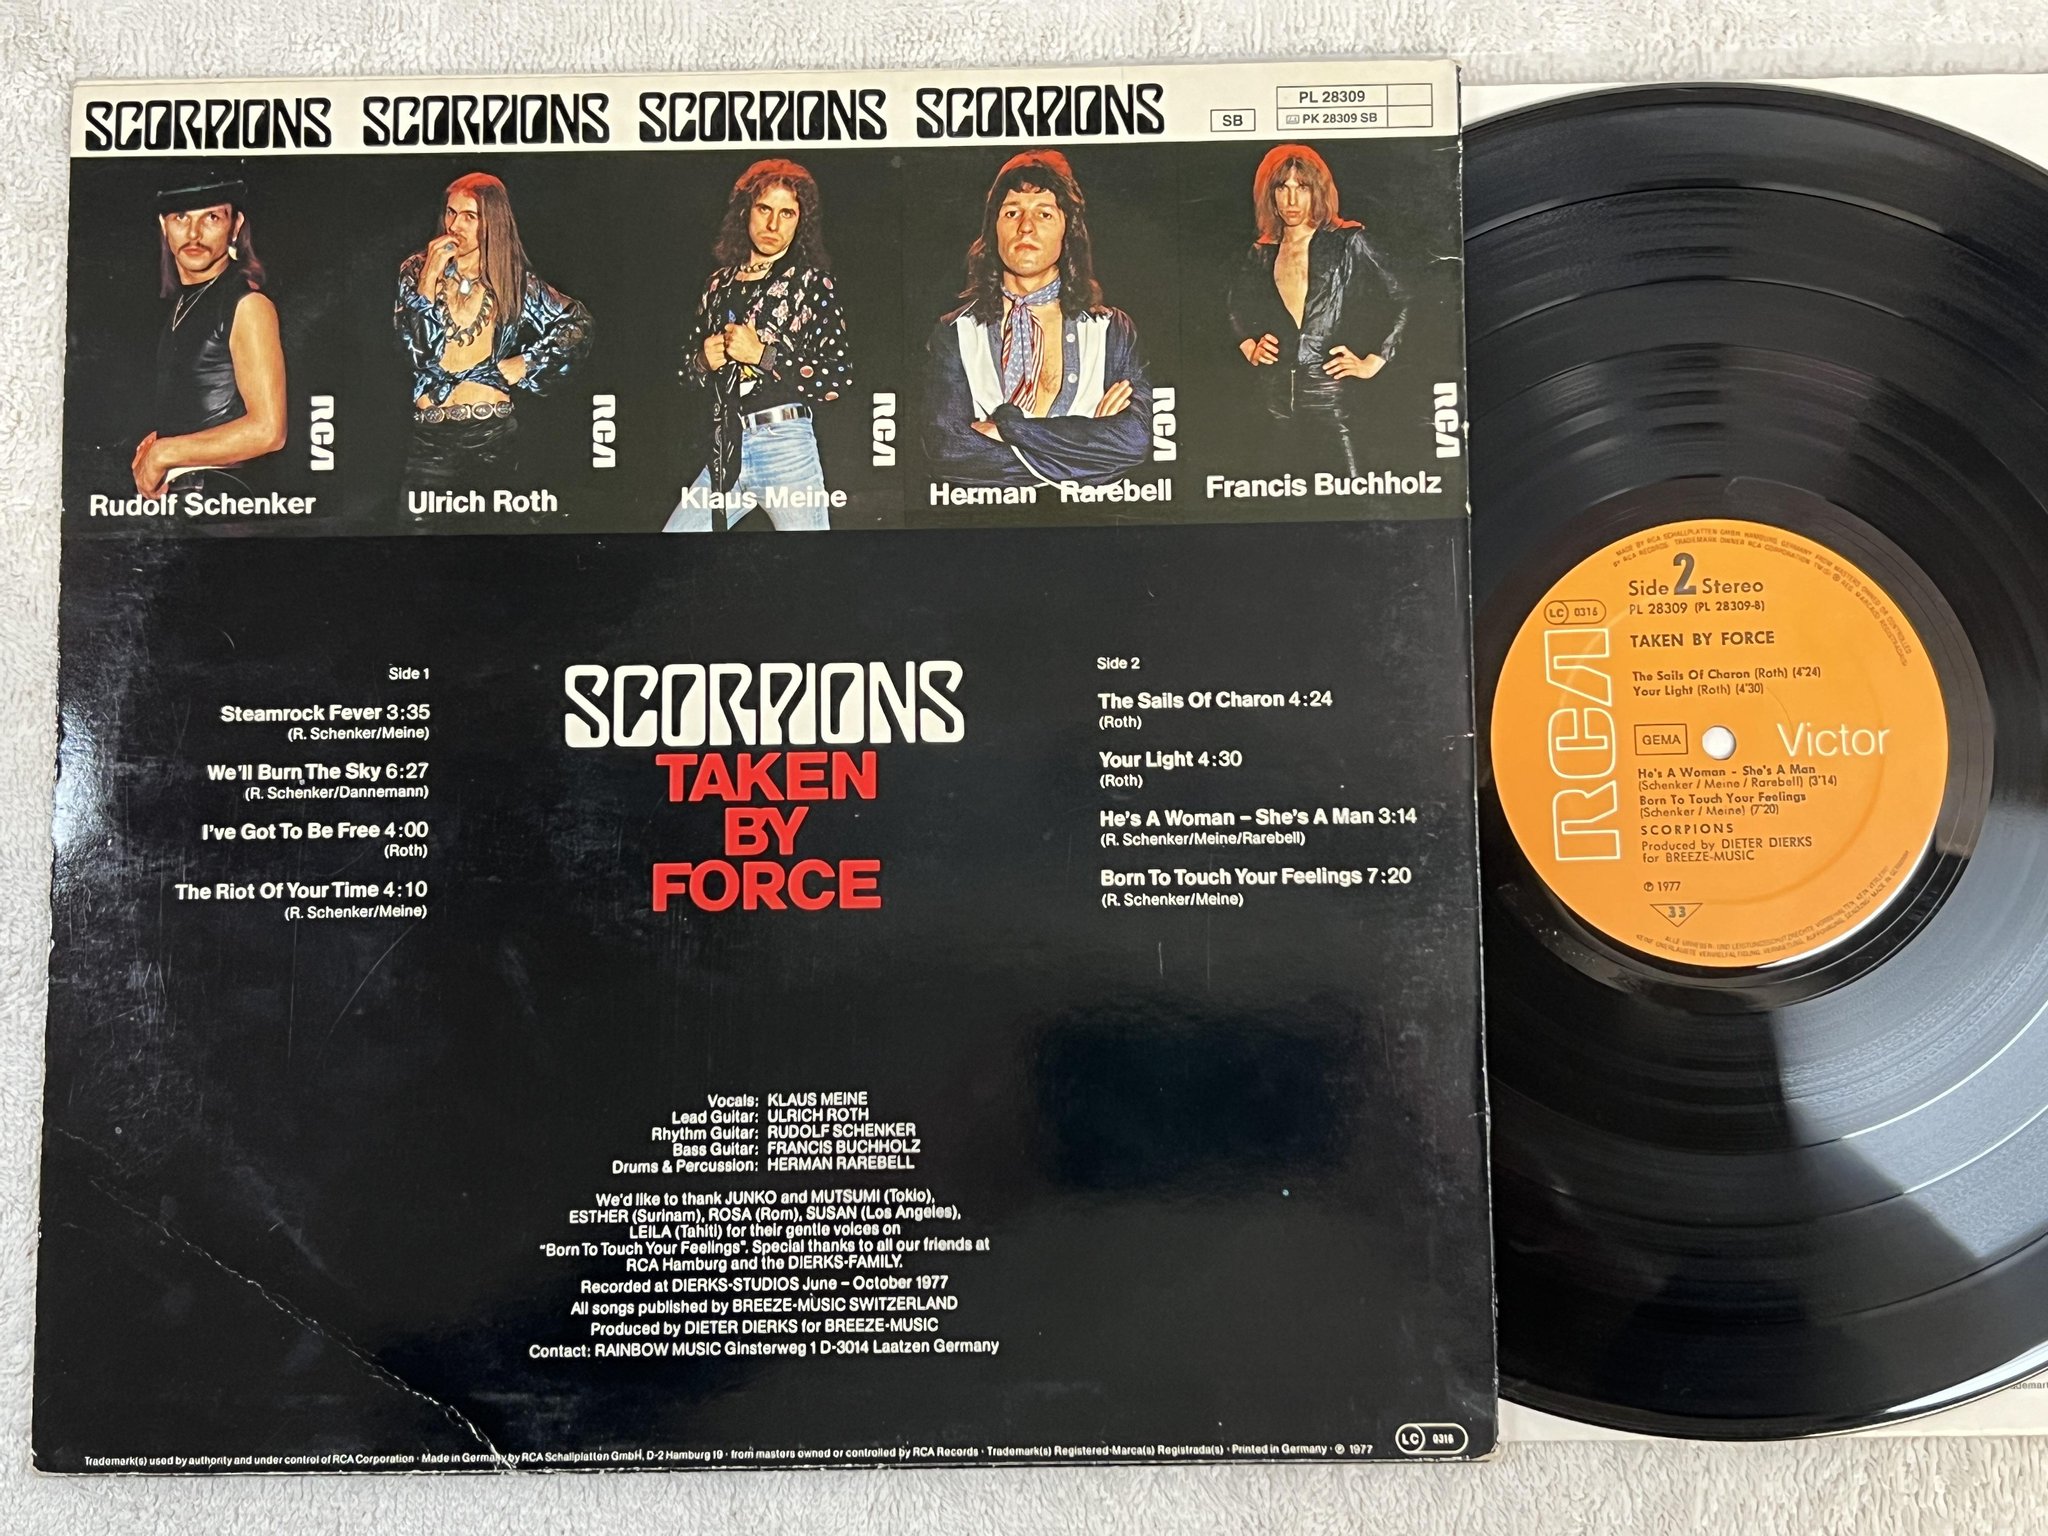 SCORPIONS SCORPIONS SCORPIONS SCORPIONS
SB
PL 28309
PK 28309 SB
RCA RCA RCA RCA RCA
Rudolf Schenker
Ulrich Roth
Klaus Meine
Herman Rarebell
Francis Buchholz
Side 1
Steamrock Fever 3:35
(R. Schenker/Meine)
We'll Burn The Sky 6:27
(R. Schenker/Dannemann)
I've Got To Be Free 4:00
(Roth)
The Riot Of Your Time 4:10
(R. Schenker/Meine)
SCORPIONS
TAKEN
BY
FORCE
Side 2
The Sails Of Charon 4:24
(Roth)
Your Light 4:30
(Roth)
He's A Woman – She's A Man 3:14
(R. Schenker/Meine/Rarebell)
Born To Touch Your Feelings 7:20
(R. Schenker/Meine)
Vocals: KLAUS MEINE
Lead Guitar: ULRICH ROTH
Rhythm Guitar: RUDOLF SCHENKER
Bass Guitar: FRANCIS BUCHHOLZ
Drums & Percussion: HERMAN RAREBELL
We'd like to thank JUNKO and MUTSUMI (Tokio),
ESTHER (Surinam), ROSA (Rom), SUSAN (Los Angeles),
LEILA (Tahiti) for their gentle voices on
"Born To Touch Your Feelings". Special thanks to all our friends at
RCA Hamburg and the DIERKS-FAMILY.
Recorded at DIERKS-STUDIOS June – October 1977
All songs published by BREEZE-MUSIC SWITZERLAND
Produced by DIETER DIERKS for BREEZE-MUSIC
Contact: RAINBOW MUSIC Ginsterweg 1 D-3014 Laatzen Germany
LC 0316
Trademark(s) used by authority and under control of RCA Corporation · Made in Germany by RCA Schallplatten GmbH, D-2 Hamburg 19 · from masters owned or controlled by RCA Records · Trademark(s) Registered-Marca(s) Registrada(s) · Printed in Germany · ℗ 1977
Side 2 Stereo
LC 0316
PL 28309 (PL 28309-B)
TAKEN BY FORCE
The Sails Of Charon (Roth) (4'24)
Your Light (Roth) (4'30)
RCA
GEMA
Victor
He's A Woman - She's A Man
(Schenker / Meine / Rarebell) (3'14)
Born To Touch Your Feelings
(Schenker / Meine) (7'20)
SCORPIONS
Produced by DIETER DIERKS
for BREEZE-MUSIC
℗ 1977
33